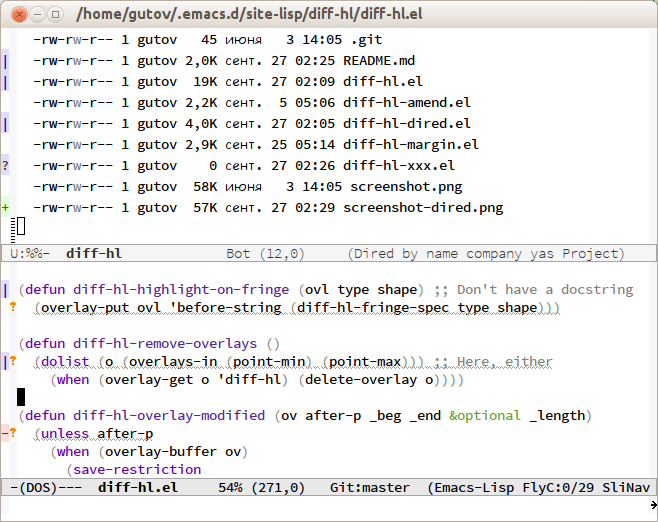 /home/gutov/.emacs.d/site-lisp/diff-hl/diff-hl.el
-rw-rw-r-- 1 gutov   45 июня   3 14:05 .git
-rw-rw-r-- 1 gutov 2,0K сент. 27 02:25 README.md
-rw-rw-r-- 1 gutov  19K сент. 27 02:09 diff-hl.el
-rw-rw-r-- 1 gutov 2,2K сент.  5 05:06 diff-hl-amend.el
-rw-rw-r-- 1 gutov 4,0K сент. 27 02:05 diff-hl-dired.el
-rw-rw-r-- 1 gutov 2,9K сент. 25 05:14 diff-hl-margin.el
? -rw-rw-r-- 1 gutov    0 сент. 27 02:26 diff-hl-xxx.el
-rw-rw-r-- 1 gutov  58K июня   3 14:05 screenshot.png
+ -rw-rw-r-- 1 gutov  57K сент. 27 02:29 screenshot-dired.png
U:%%-  diff-hl             Bot (12,0)     (Dired by name company yas Project)
(defun diff-hl-highlight-on-fringe (ovl type shape) ;; Don't have a docstring
?   (overlay-put ovl 'before-string (diff-hl-fringe-spec type shape)))
(defun diff-hl-remove-overlays ()
?   (dolist (o (overlays-in (point-min) (point-max))) ;; Here, either
    (when (overlay-get o 'diff-hl) (delete-overlay o))))
(defun diff-hl-overlay-modified (ov after-p _beg _end &optional _length)
-?   (unless after-p
    (when (overlay-buffer ov)
      (save-restriction
-(DOS)---  diff-hl.el     54% (271,0)   Git:master  (Emacs-Lisp FlyC:0/29 SliNav